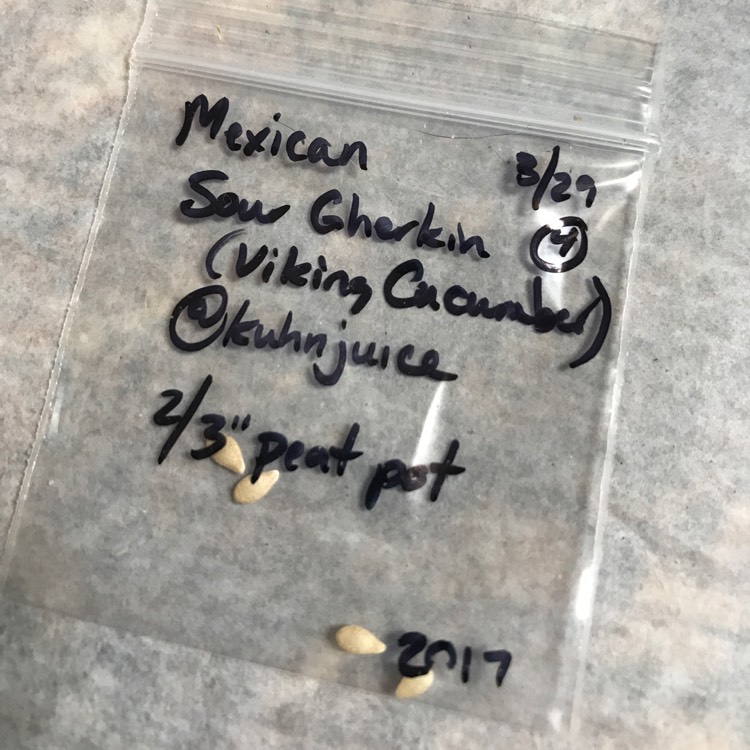 Mexican
3/29
Sour Gherkin
4
(Viking Cucumber)
@kuhnjuice
2/3" peat pot
2017